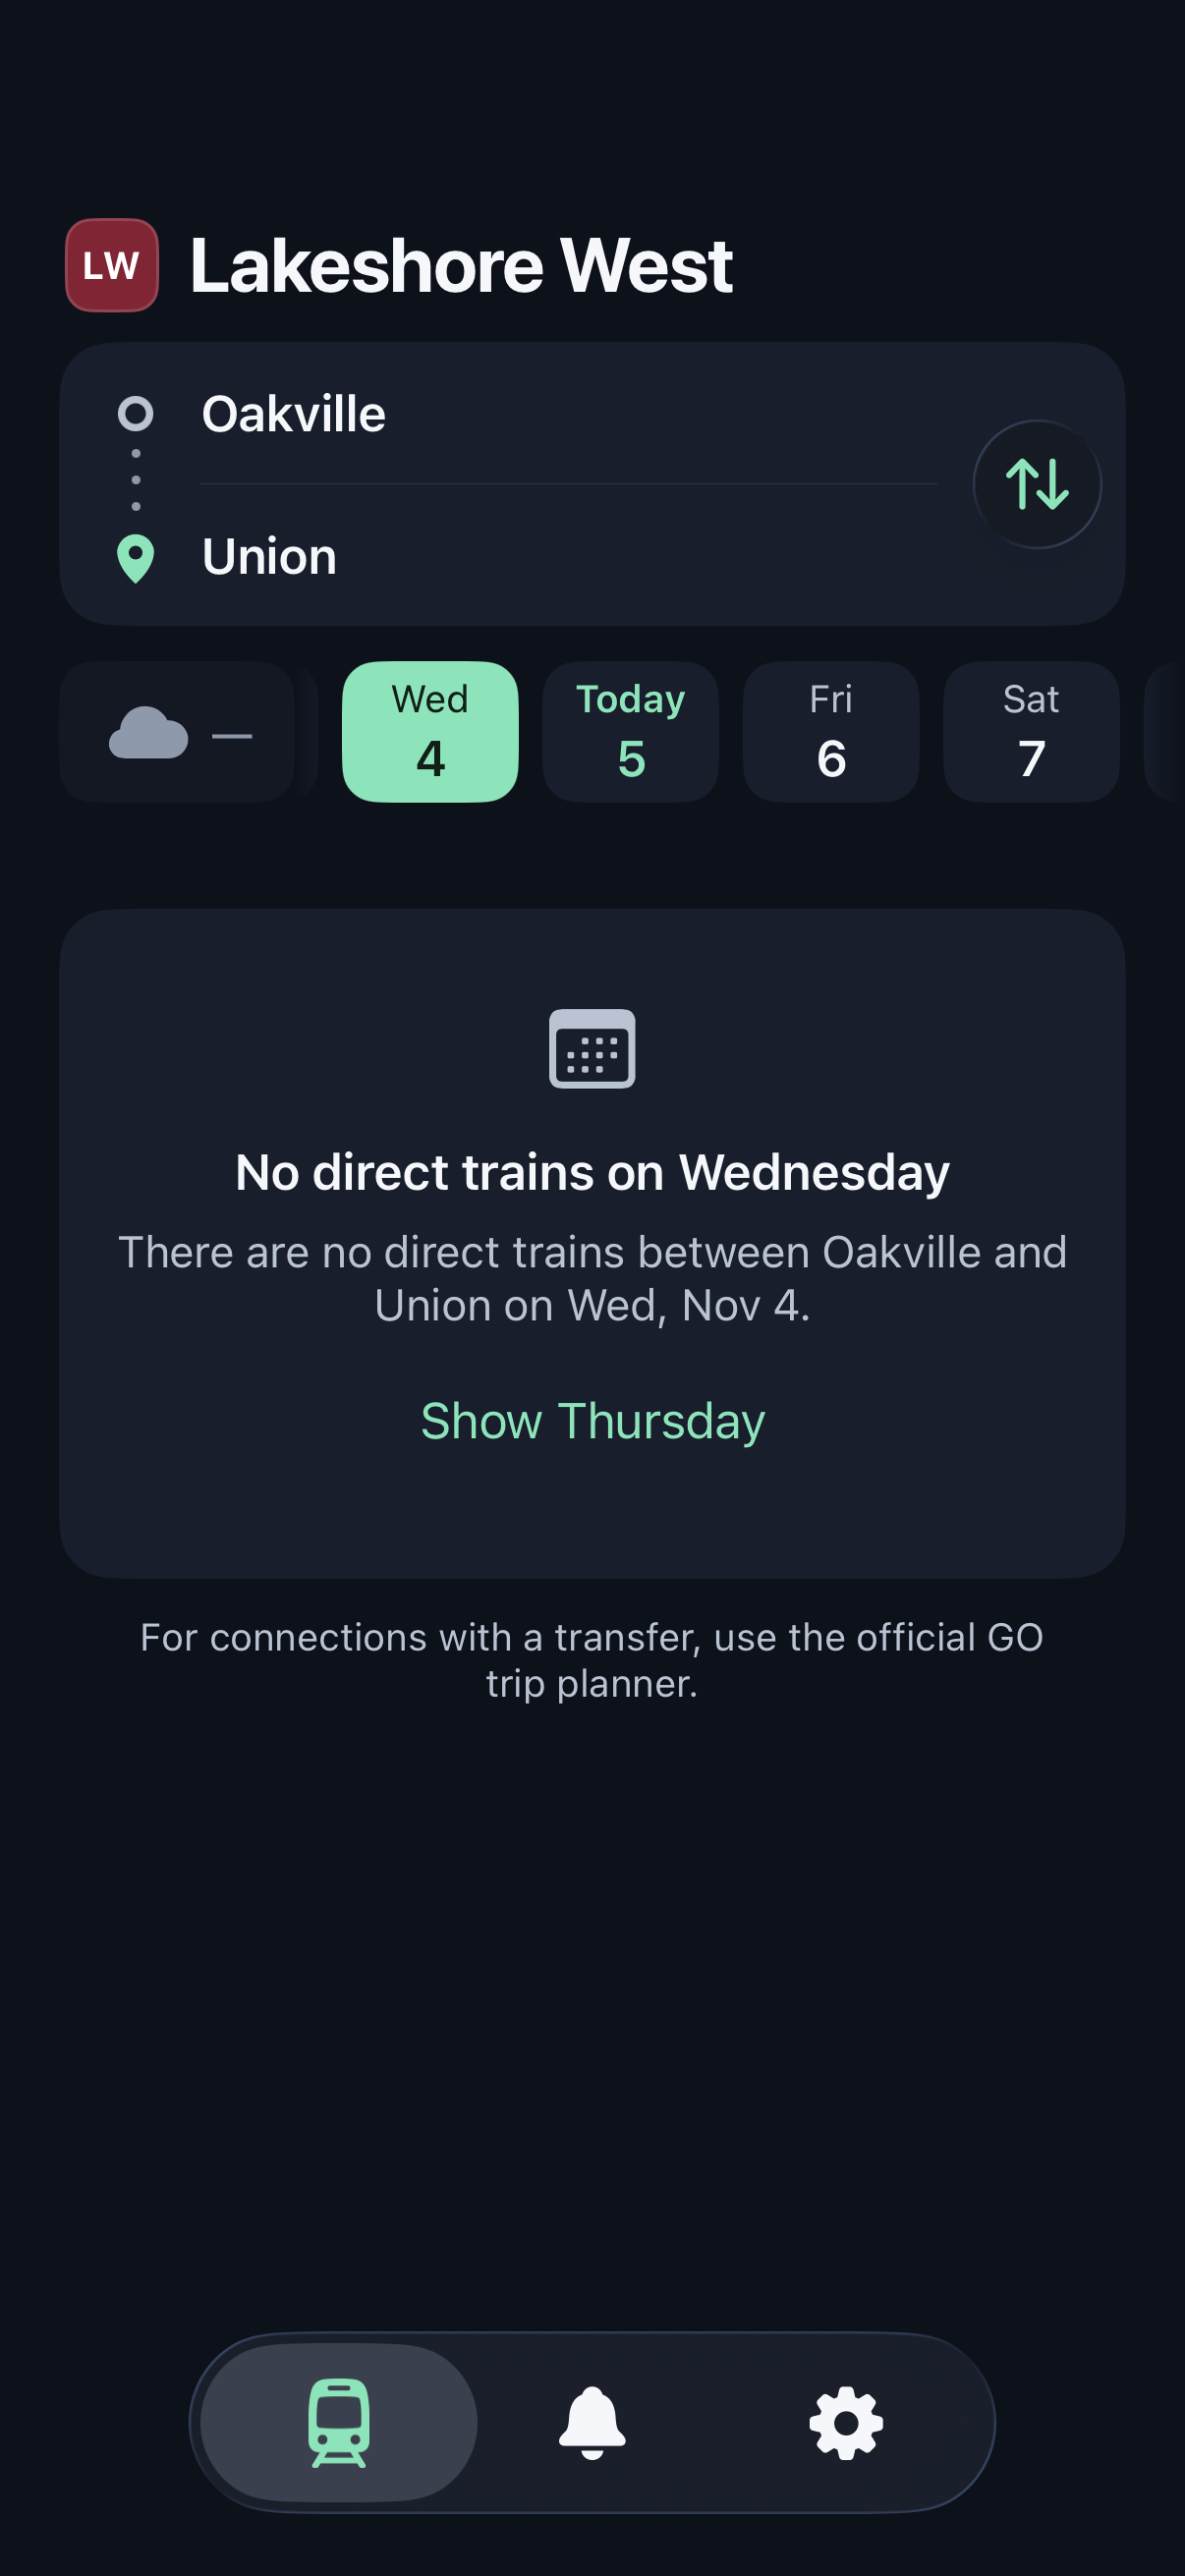 LW
Lakeshore West
Oakville
Union
—
Wed
4
Today
5
Fri
6
Sat
7
No direct trains on Wednesday
There are no direct trains between Oakville and
Union on Wed, Nov 4.
Show Thursday
For connections with a transfer, use the official GO
trip planner.